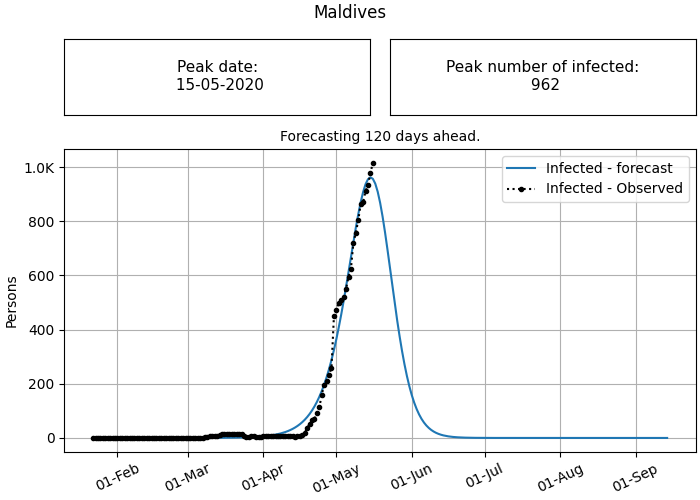 Maldives
Peak date:
15-05-2020
Peak number of infected:
962
Forecasting 120 days ahead.
Infected - forecast
Infected - Observed
1.0K
800
600
400
200
0
Persons
01-Feb
01-Mar
01-Apr
01-May
01-Jun
01-Jul
01-Aug
01-Sep